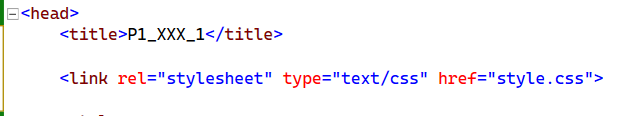 <head>
<title>P1_XXX_1</title>
<link rel="stylesheet" type="text/css" href="style.css">